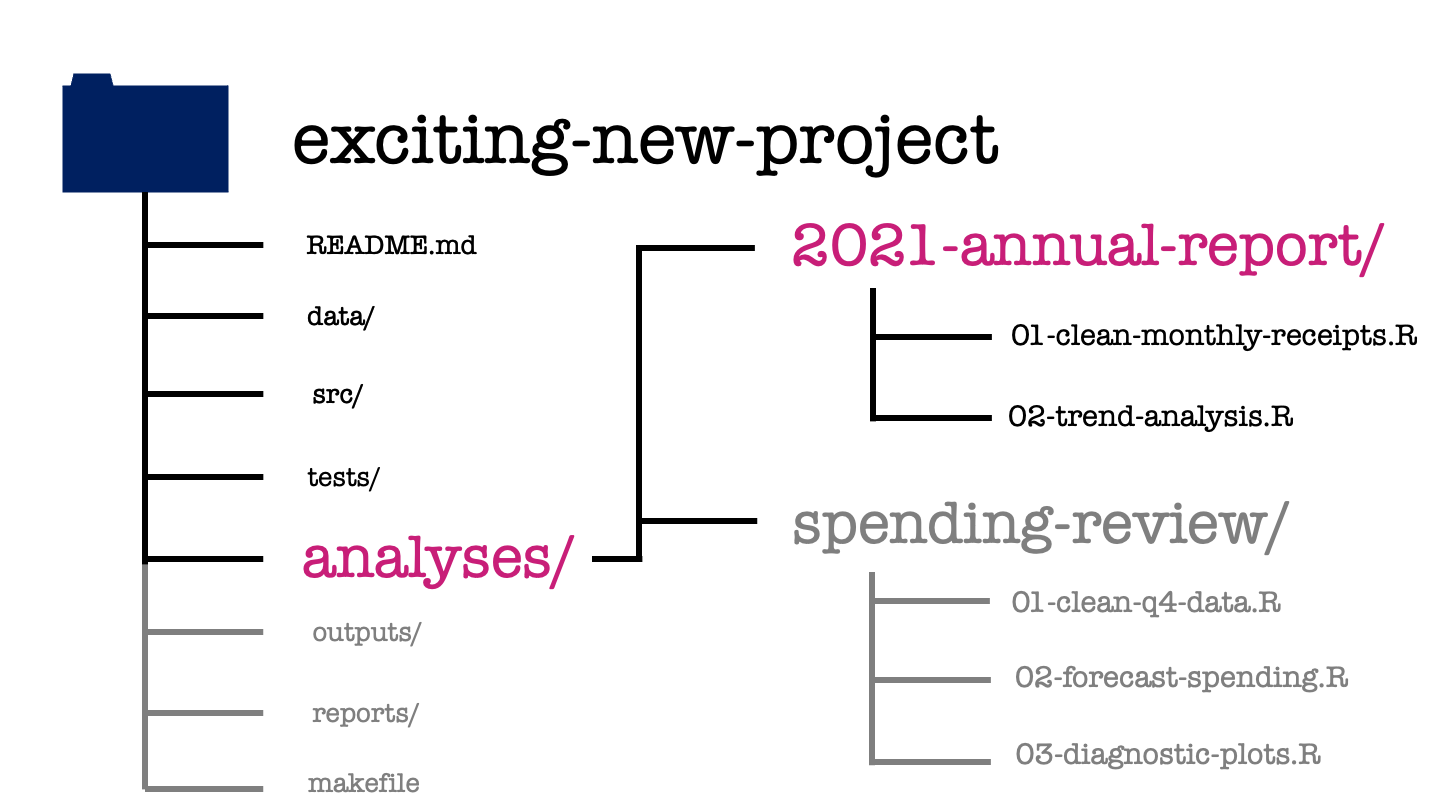 exciting-new-project
README.md
data/
src/
tests/
analyses/
outputs/
reports/
makefile
2021-annual-report/
01-clean-monthly-receipts.R
02-trend-analysis.R
spending-review/
01-clean-q4-data.R
02-forecast-spending.R
03-diagnostic-plots.R